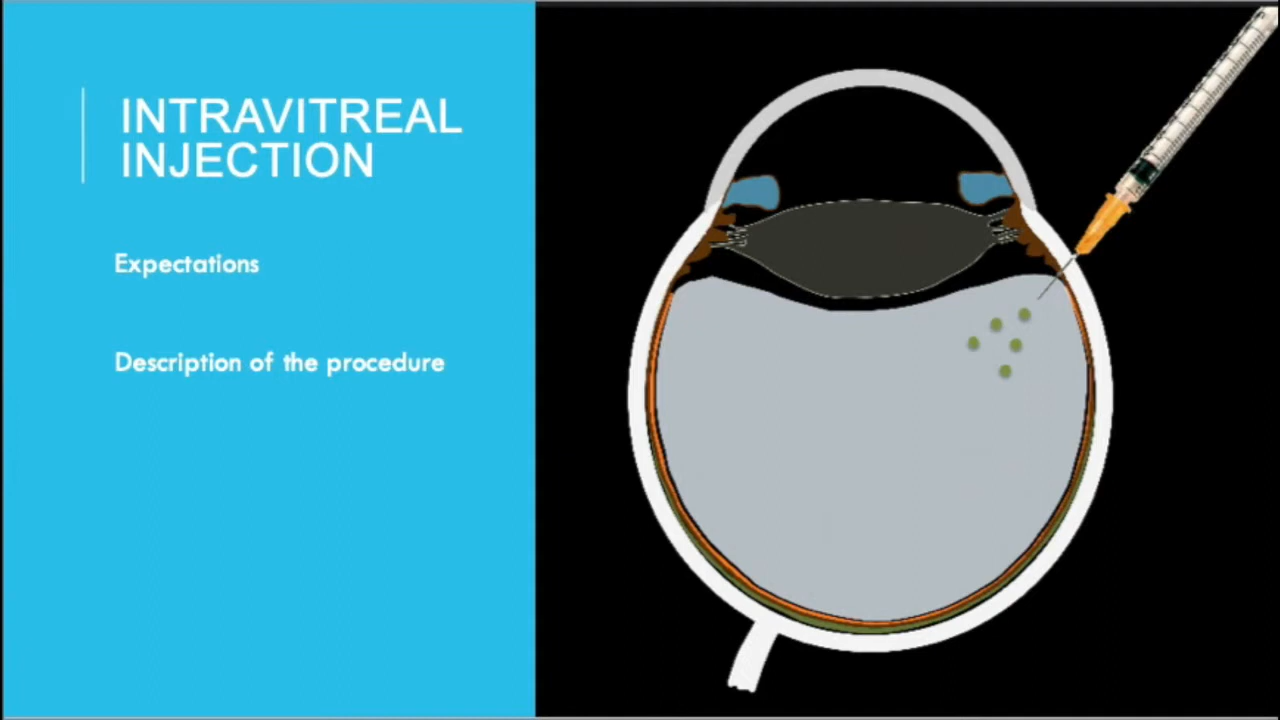 INTRAVITREAL
INJECTION
Expectations
Description of the procedure